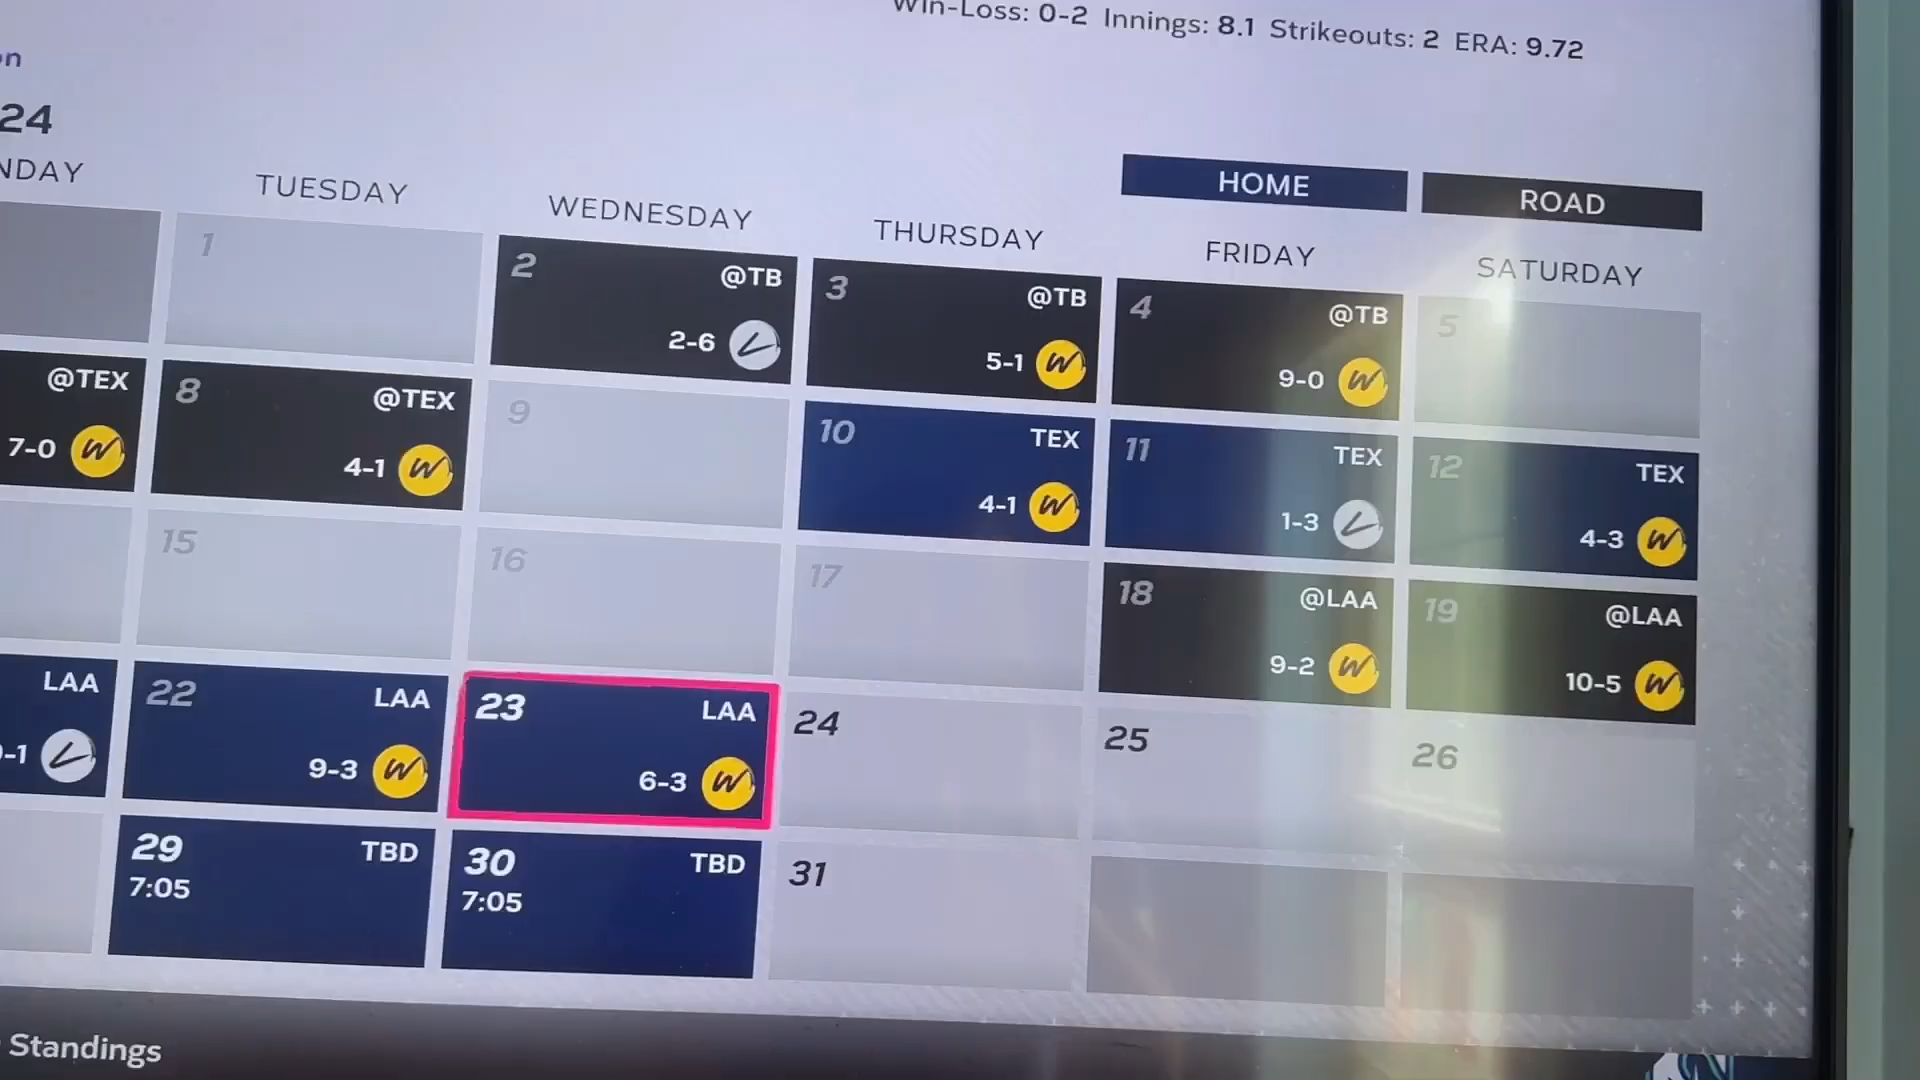 Win-Loss: 0-2 Innings: 8.1 Strikeouts: 2 ERA: 9.72
on
24
NDAY TUESDAY WEDNESDAY THURSDAY FRIDAY SATURDAY
HOME ROAD
1
2 @TB
2-6 L
3 @TB
5-1 W
4 @TB
9-0 W
5
@TEX
7-0 W
8 @TEX
4-1 W
9
10 TEX
4-1 W
11 TEX
1-3 L
12 TEX
4-3 W
15
16
17
18 @LAA
9-2 W
19 @LAA
10-5 W
LAA
-1 L
22 LAA
9-3 W
23 LAA
6-3 W
24
25
26
29 TBD
7:05
30 TBD
7:05
31
Standings